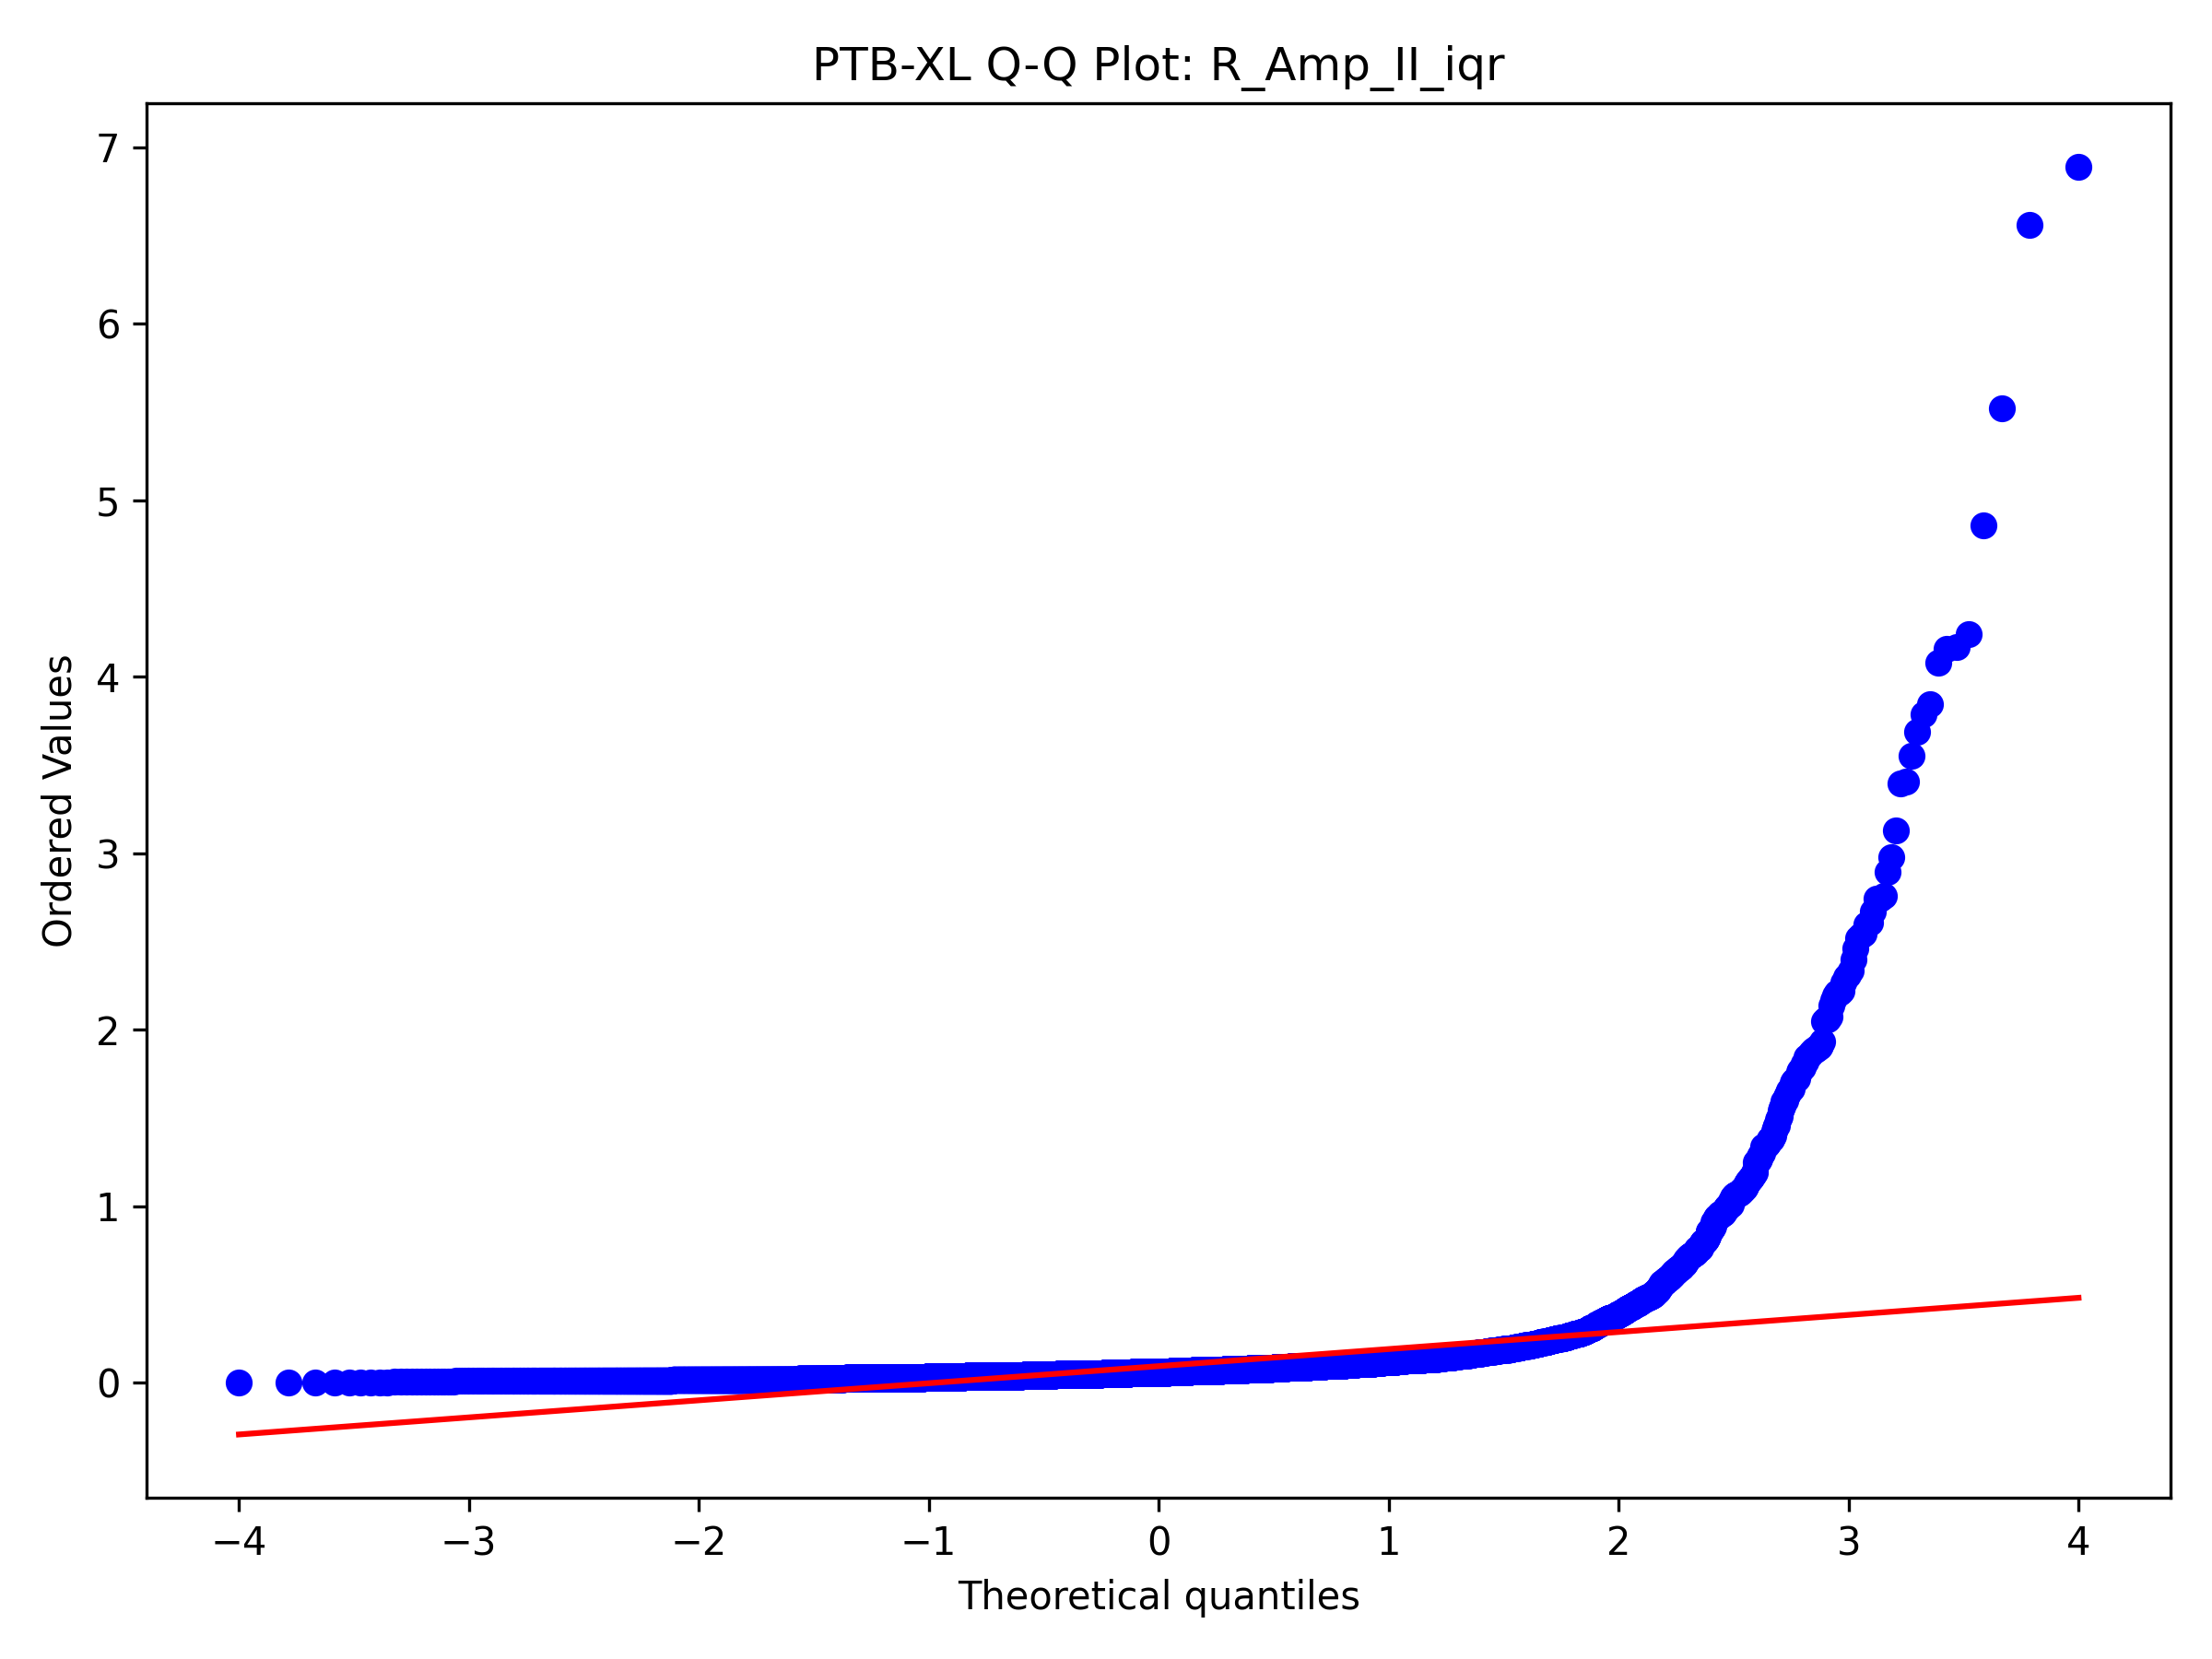 PTB-XL Q-Q Plot: R_Amp_II_iqr
7
6
5
4
3
2
1
0
Ordered Values
−4 −3 −2 −1 0 1 2 3 4
Theoretical quantiles